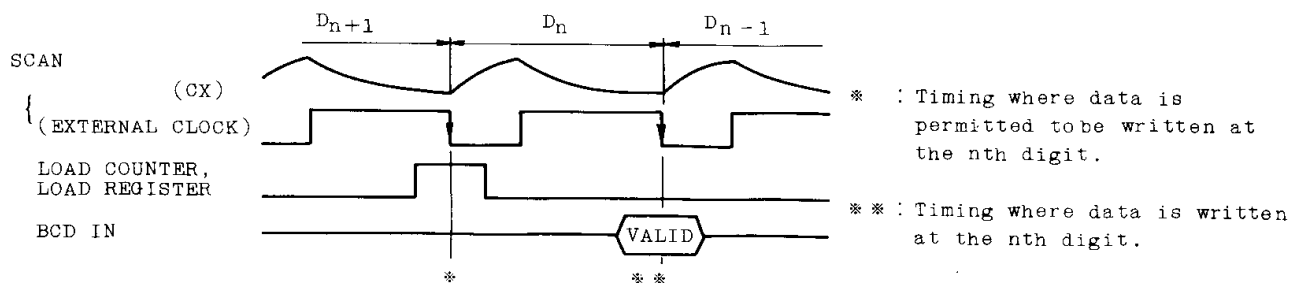 Dn+1 Dn Dn-1
SCAN
(CX)
{ (EXTERNAL CLOCK)
LOAD COUNTER,
LOAD REGISTER
BCD IN VALID
※ ※※
※ : Timing where data is
permitted to be written at
the nth digit.
※※ : Timing where data is written
at the nth digit.